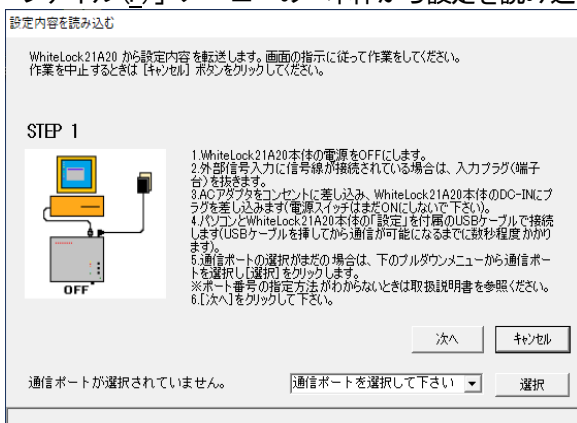 設定内容を読み込む
WhiteLock21A20 から設定内容を転送します。画面の指示に従って作業をしてください。
作業を中止するときは [キャンセル] ボタンをクリックしてください。
STEP 1
1.WhiteLock21A20本体の電源をOFFにします。
2.外部信号入力に信号線が接続されている場合は、入力プラグ(端子
台)を抜きます。
3.ACアダプタをコンセントに差し込み、WhiteLock21A20本体のDC-INにプ
ラグを差し込みます(電源スイッチはまだONにしないで下さい)。
4.パソコンとWhiteLock21A20本体の「設定」を付属のUSBケーブルで接続
します(USBケーブルを挿してから通信が可能になるまでに数秒程度かかり
ます)。
5.通信ポートの選択がまだの場合は、下のプルダウンメニューから通信ポー
トを選択し[選択]をクリックします。
※ポート番号の指定方法がわからないときは取扱説明書を参照ください。
6.[次へ]をクリックして下さい。
OFF
次へ
キャンセル
通信ポートが選択されていません。
通信ポートを選択して下さい
選択